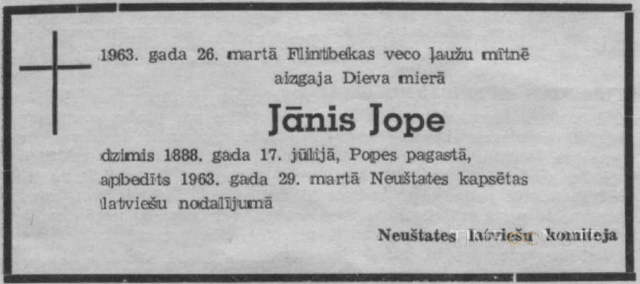 1963. gada 26. martā Flintbekas veco ļaužu mītnē
aizgaja Dieva mierā
Jānis Jope
dzimis 1888. gada 17. jūlijā, Popes pagastā,
apbedīts 1963. gada 29. martā Neuštates kapsētas
latviešu nodalījumā
Neuštates latviešu komiteja